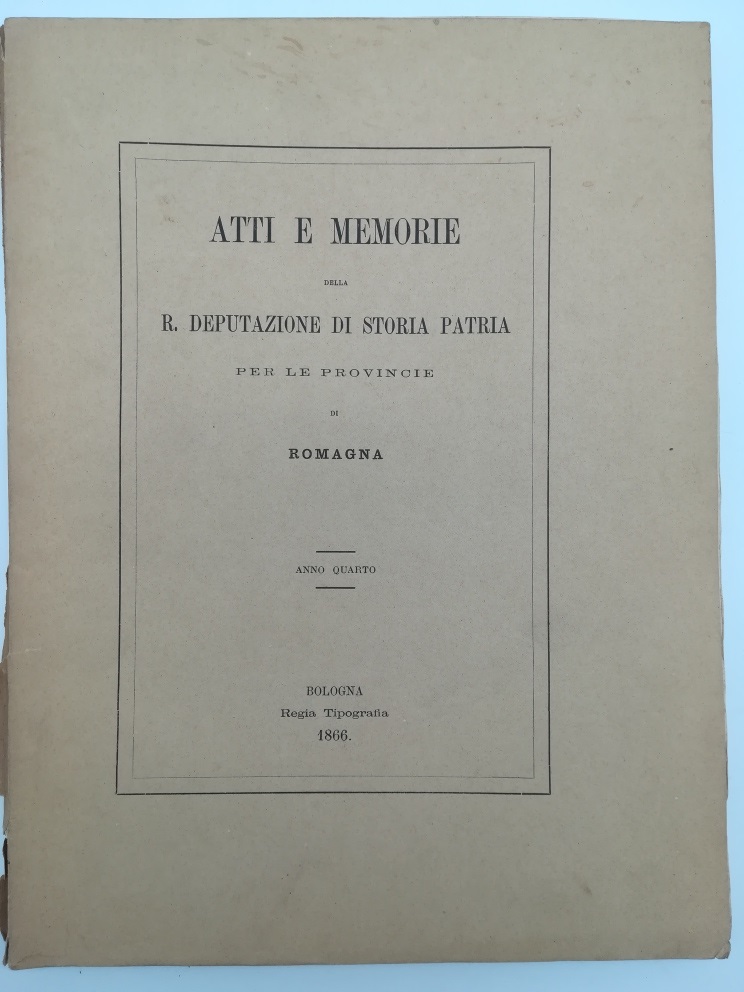 ATTI E MEMORIE
DELLA
R. DEPUTAZIONE DI STORIA PATRIA
PER LE PROVINCIE
DI
ROMAGNA
ANNO QUARTO
BOLOGNA
Regia Tipografia
1866.